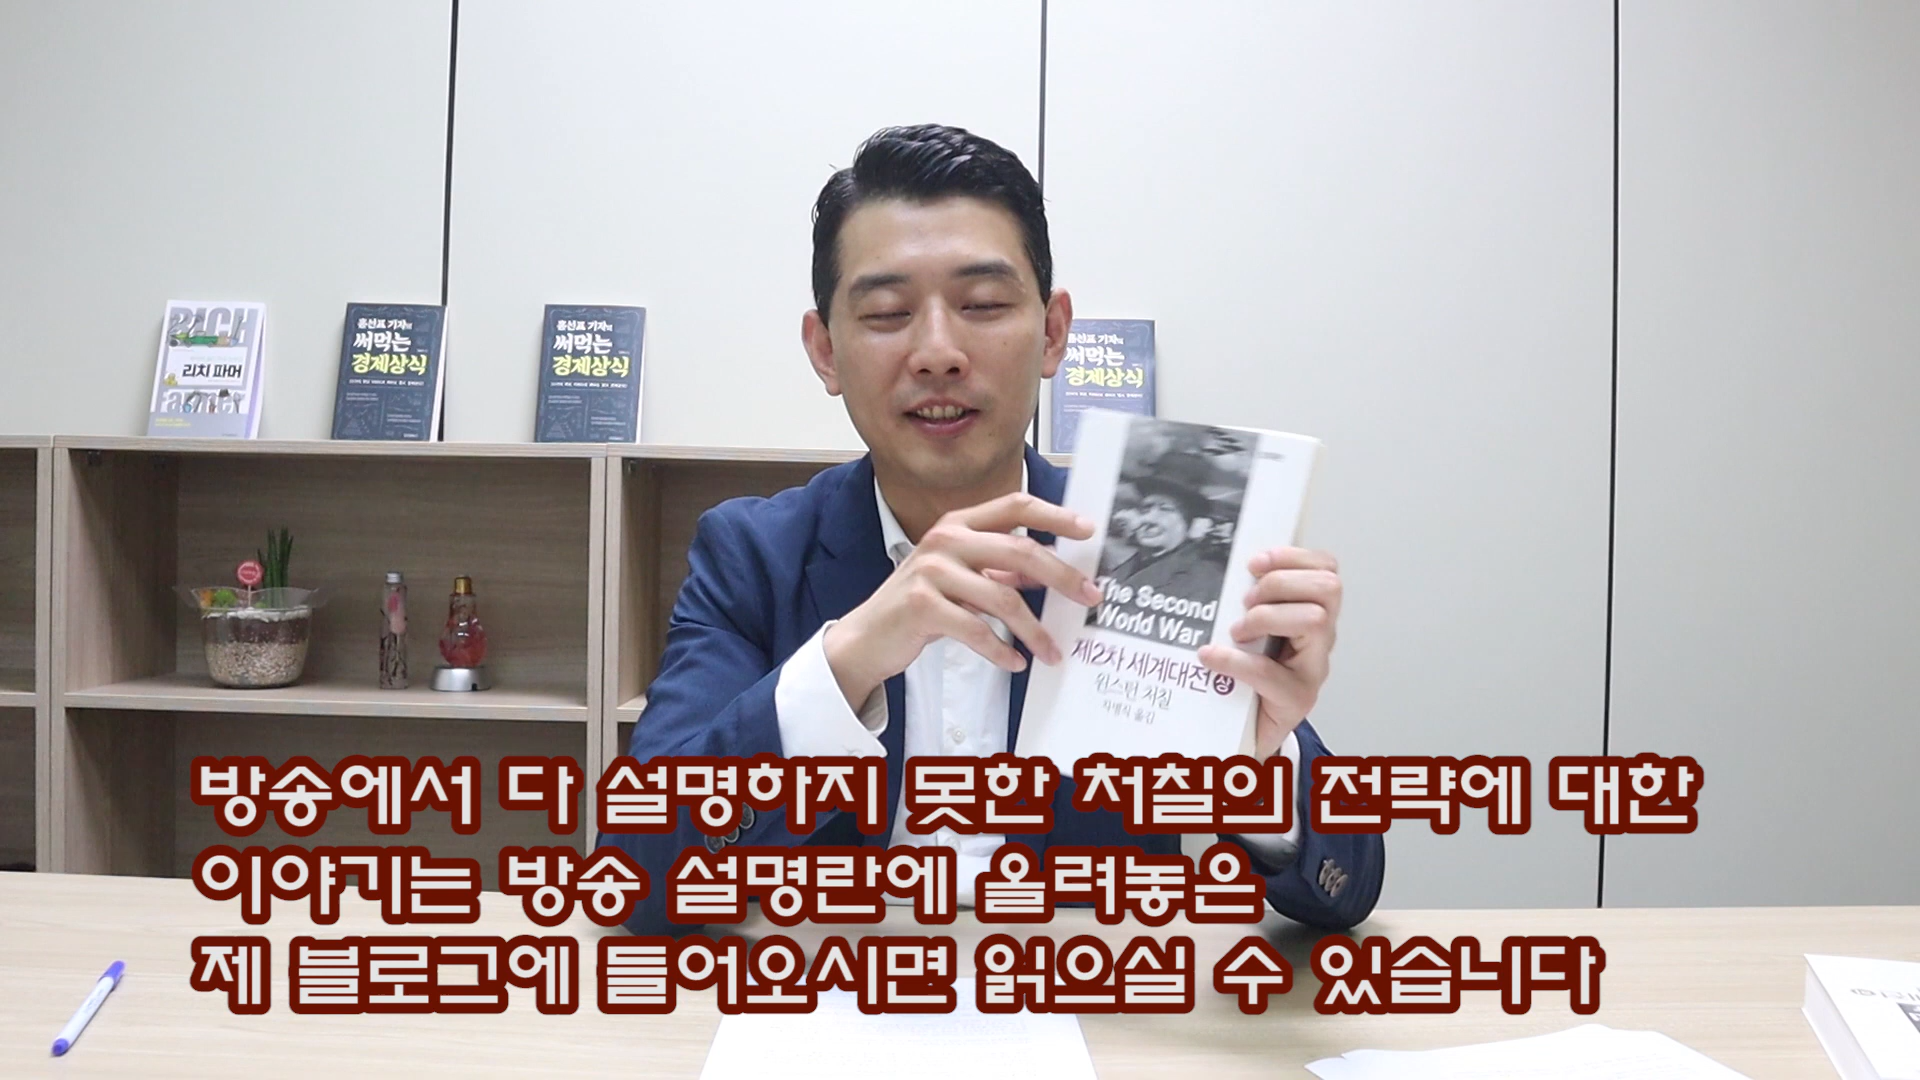 RICH
리치 파머
Farmer
홍선표 기자의
써먹는
경제상식
홍선표 기자의
써먹는
경제상식
홍선표 기자의
써먹는
경제상식
The Second
World War
제2차 세계대전 상
윈스턴 처칠
차병직 옮김
방송에서 다 설명하지 못한 처칠의 전략에 대한
이야기는 방송 설명란에 올려놓은
제 블로그에 들어오시면 읽으실 수 있습니다